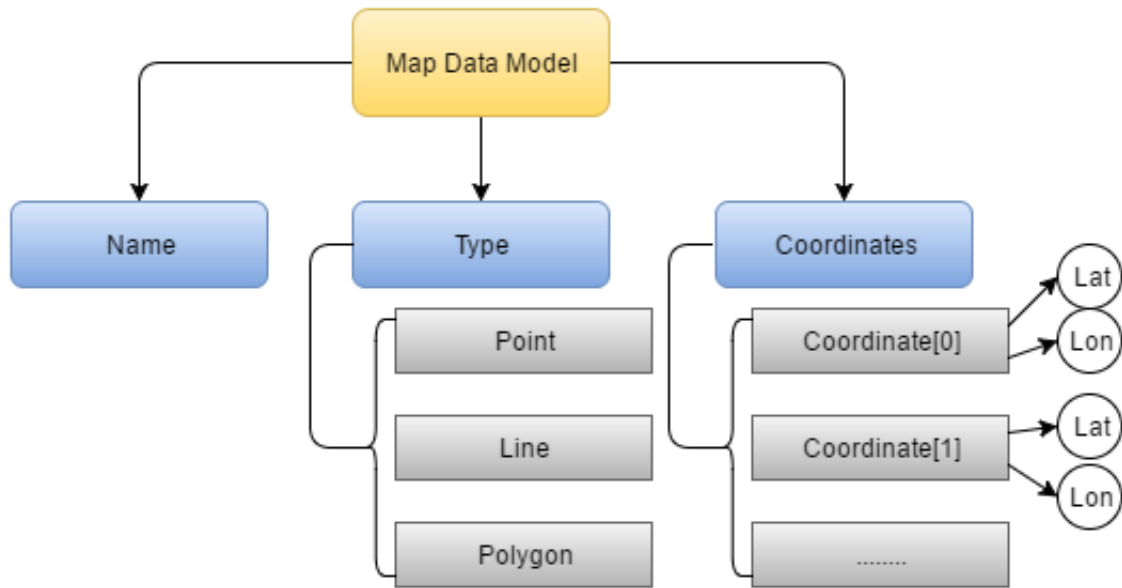 Map Data Model
Name
Type
Coordinates
Point
Line
Polygon
Coordinate[0]
Lat
Lon
Coordinate[1]
Lat
Lon
........